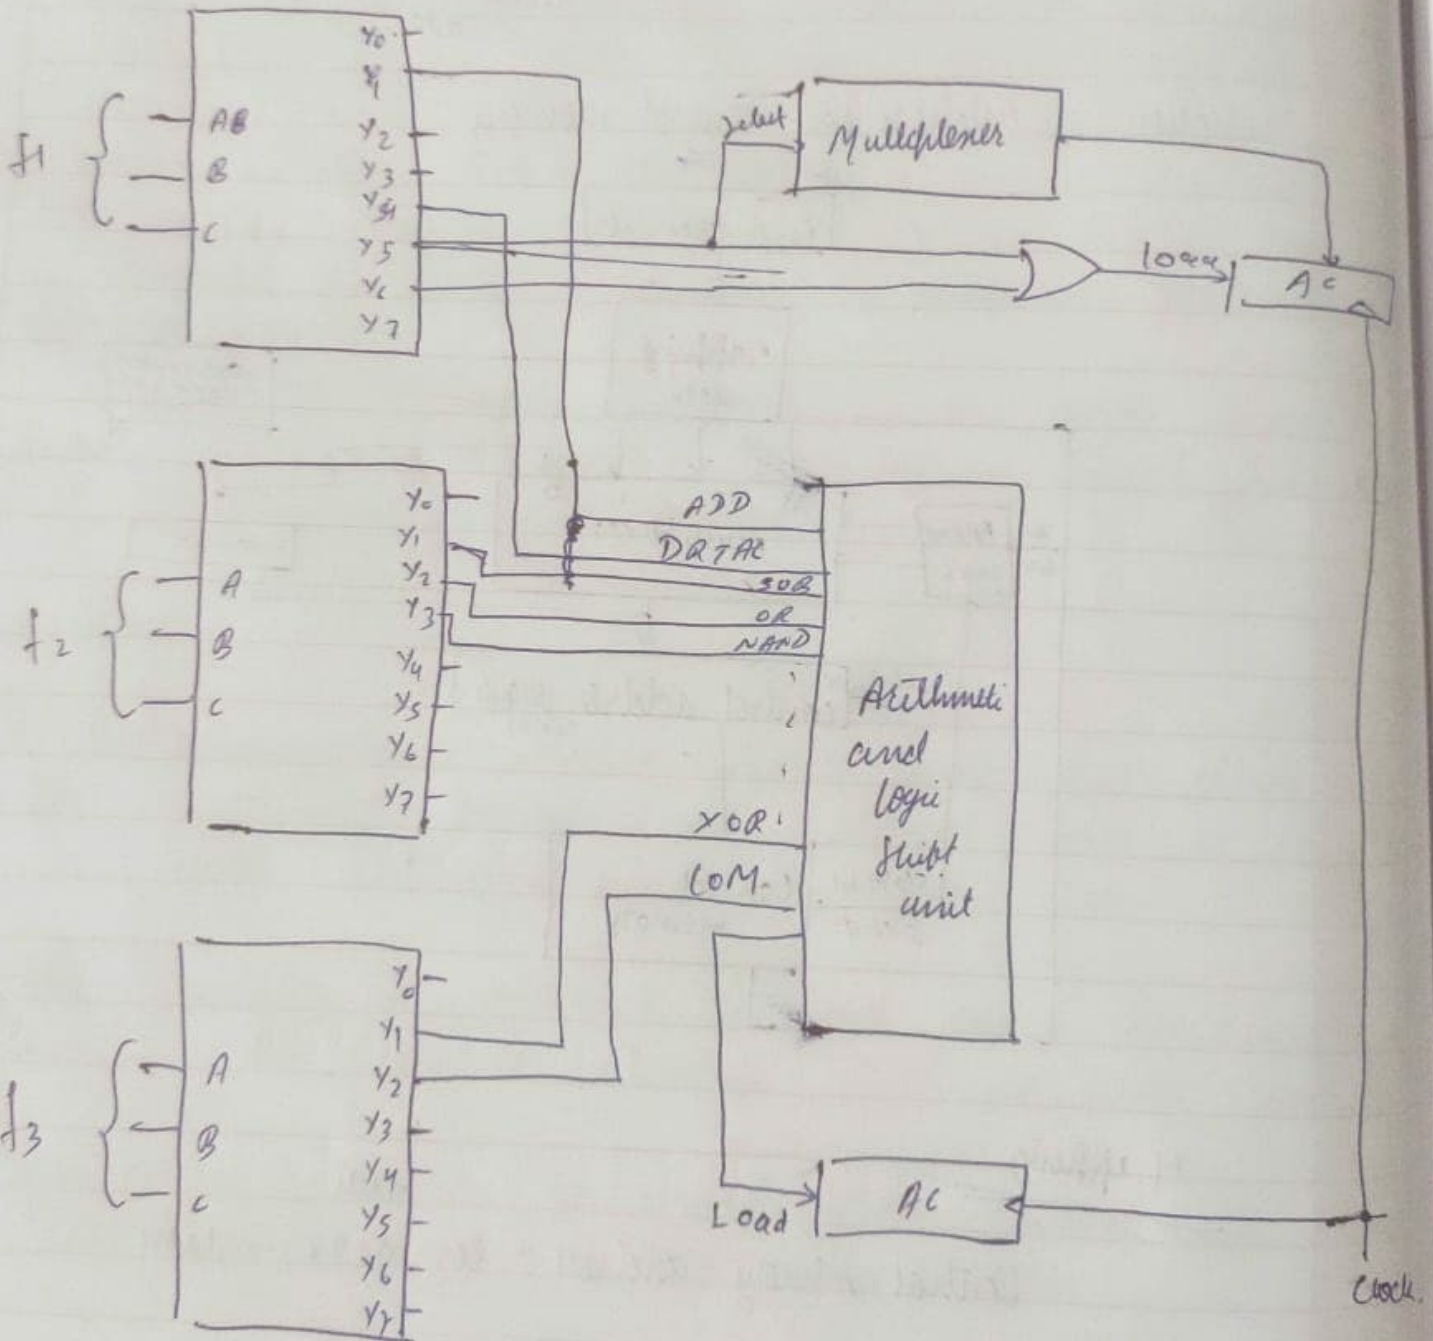 f1
AB
B
C
Y0
Y1
Y2
Y3
Y4
Y5
Y6
Y7
select
Multiplexer
load
AC
f2
A
B
C
Y0
Y1
Y2
Y3
Y4
Y5
Y6
Y7
ADD
DRTAC
SOR
OR
NAND
XOR
COM
Arithmetic
and
logic
shift
unit
f3
A
B
C
Y0
Y1
Y2
Y3
Y4
Y5
Y6
Y7
Load
AC
Clock.